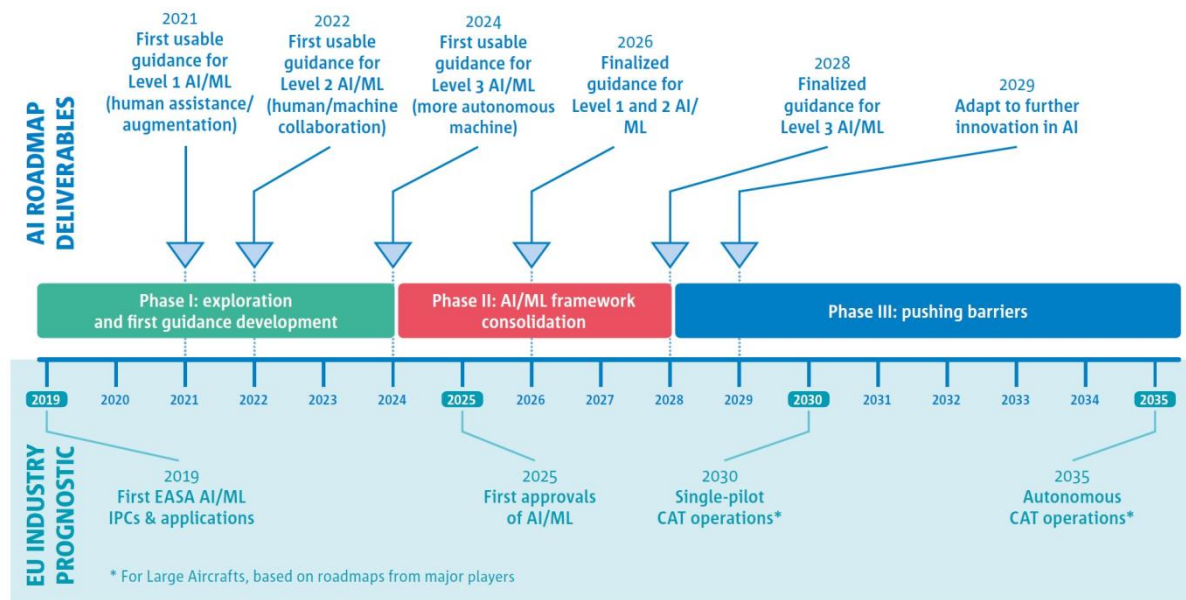 AI ROADMAP
DELIVERABLES
2021
First usable
guidance for
Level 1 AI/ML
(human assistance/
augmentation)
2022
First usable
guidance for
Level 2 AI/ML
(human/machine
collaboration)
2024
First usable
guidance for
Level 3 AI/ML
(more autonomous
machine)
2026
Finalized
guidance for
Level 1 and 2 AI/
ML
2028
Finalized
guidance for
Level 3 AI/ML
2029
Adapt to further
innovation in AI
Phase I: exploration
and first guidance development
Phase II: AI/ML framework
consolidation
Phase III: pushing barriers
2019 2020 2021 2022 2023 2024 2025 2026 2027 2028 2029 2030 2031 2032 2033 2034 2035
EU INDUSTRY
PROGNOSTIC
2019
First EASA AI/ML
IPCs & applications
2025
First approvals
of AI/ML
2030
Single-pilot
CAT operations*
2035
Autonomous
CAT operations*
* For Large Aircrafts, based on roadmaps from major players